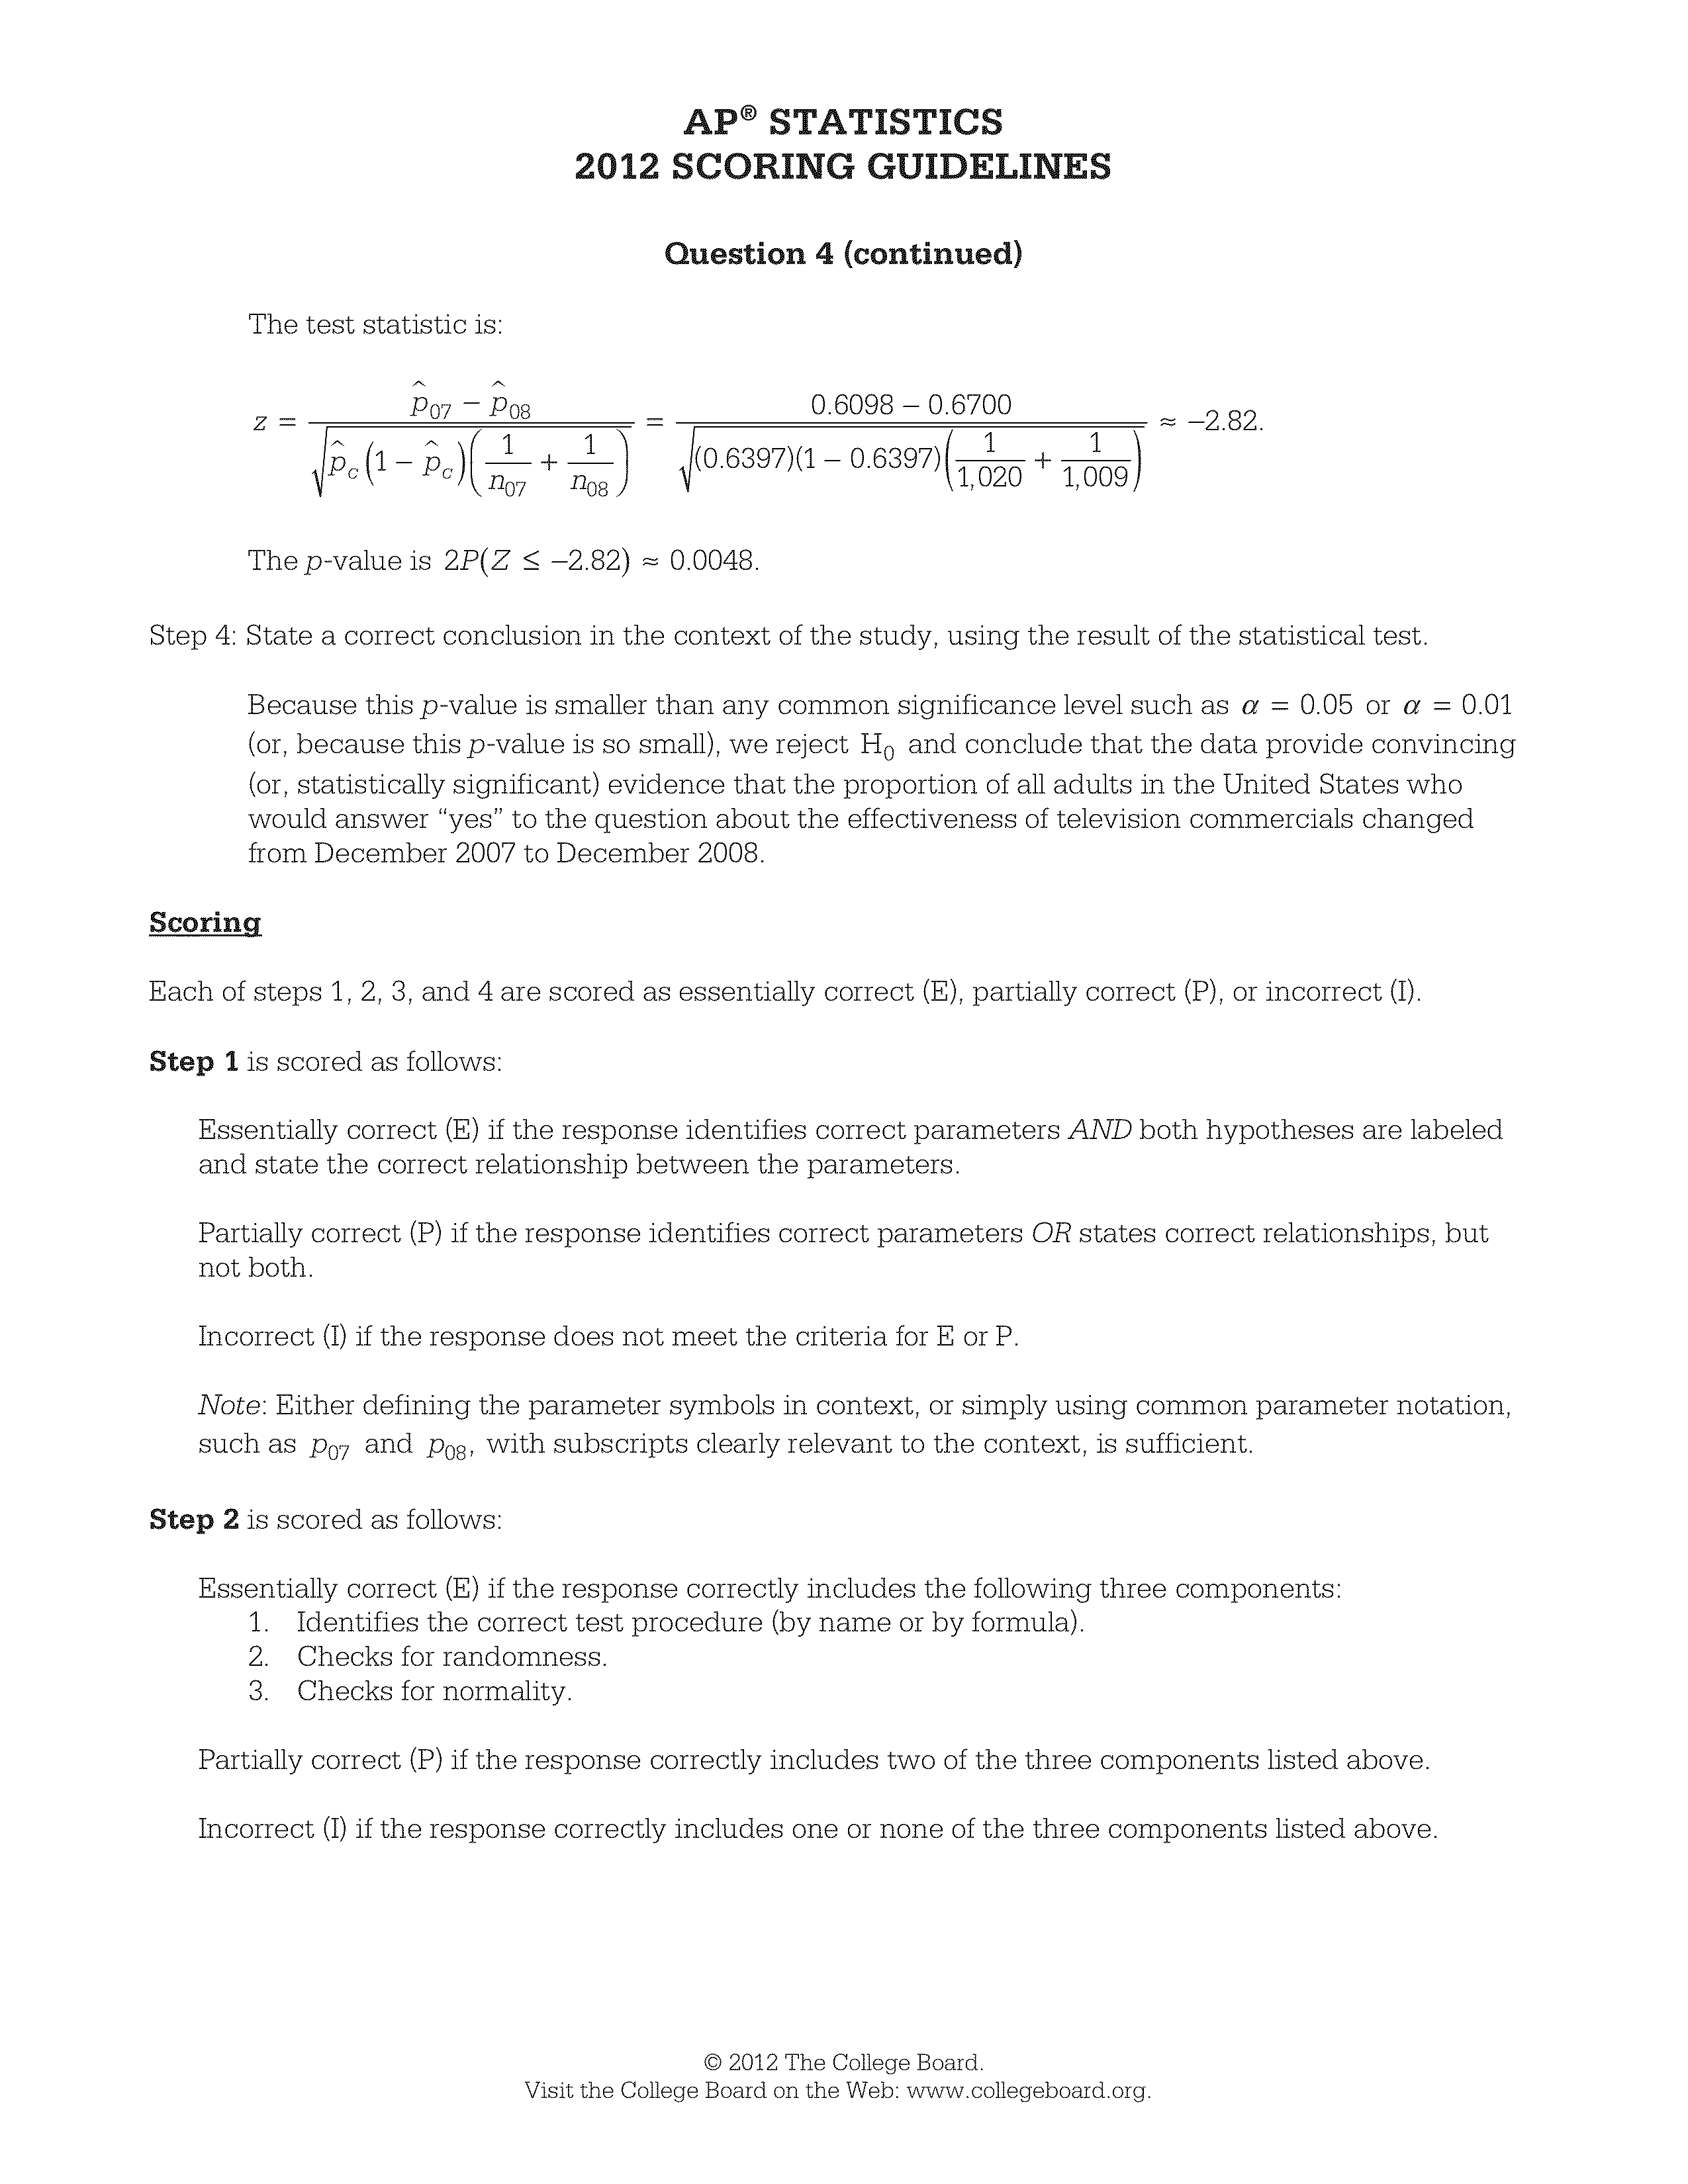 AP® STATISTICS
2012 SCORING GUIDELINES
Question 4 (continued)
The test statistic is:
z = \frac{\hat{p}_{07} − \hat{p}_{08}}{\sqrt{\hat{p}_c(1 − \hat{p}_c)(\frac{1}{n_{07}} + \frac{1}{n_{08}})}} = \frac{0.6098 − 0.6700}{\sqrt{(0.6397)(1 − 0.6397)(\frac{1}{1,020} + \frac{1}{1,009})}} ≈ −2.82.
The p-value is 2P(Z ≤ −2.82) ≈ 0.0048.
Step 4: State a correct conclusion in the context of the study, using the result of the statistical test.
Because this p-value is smaller than any common significance level such as α = 0.05 or α = 0.01
(or, because this p-value is so small), we reject H₀ and conclude that the data provide convincing
(or, statistically significant) evidence that the proportion of all adults in the United States who
would answer “yes” to the question about the effectiveness of television commercials changed
from December 2007 to December 2008.
Scoring
Each of steps 1, 2, 3, and 4 are scored as essentially correct (E), partially correct (P), or incorrect (I).
Step 1 is scored as follows:
Essentially correct (E) if the response identifies correct parameters AND both hypotheses are labeled
and state the correct relationship between the parameters.
Partially correct (P) if the response identifies correct parameters OR states correct relationships, but
not both.
Incorrect (I) if the response does not meet the criteria for E or P.
Note: Either defining the parameter symbols in context, or simply using common parameter notation,
such as p₀₇ and p₀₈, with subscripts clearly relevant to the context, is sufficient.
Step 2 is scored as follows:
Essentially correct (E) if the response correctly includes the following three components:
1. Identifies the correct test procedure (by name or by formula).
2. Checks for randomness.
3. Checks for normality.
Partially correct (P) if the response correctly includes two of the three components listed above.
Incorrect (I) if the response correctly includes one or none of the three components listed above.
© 2012 The College Board.
Visit the College Board on the Web: www.collegeboard.org.